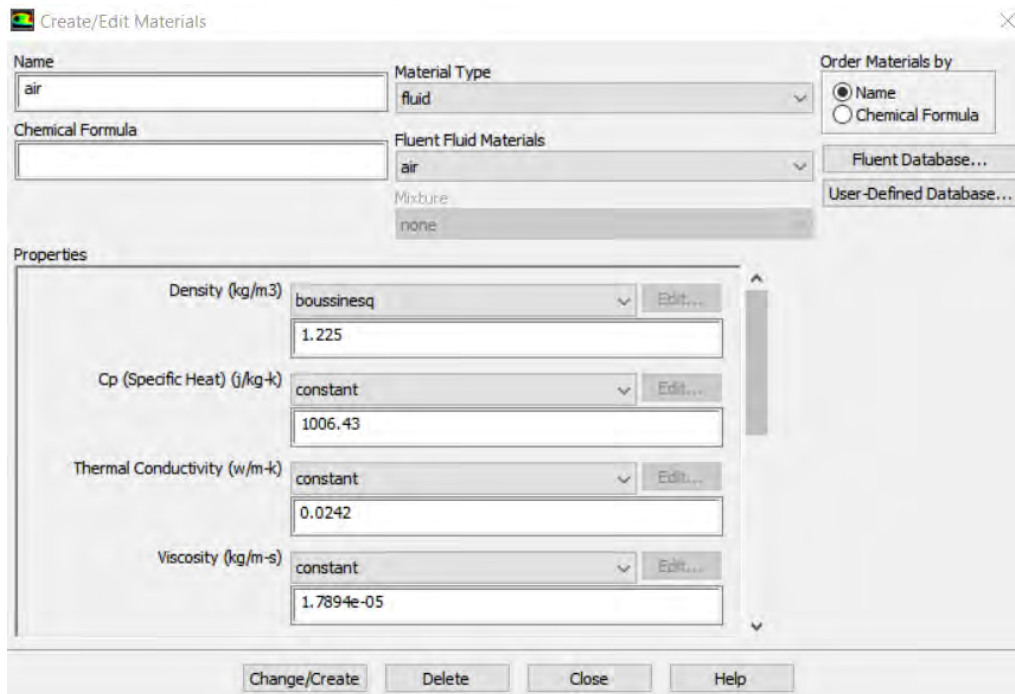 Create/Edit Materials
Name
air
Material Type
fluid
Order Materials by
Name
Chemical Formula
Chemical Formula
Fluent Fluid Materials
air
Fluent Database...
Mixture
none
User-Defined Database...
Properties
Density (kg/m3)
boussinesq
Edit...
1.225
Cp (Specific Heat) (j/kg-k)
constant
Edit...
1006.43
Thermal Conductivity (w/m-k)
constant
Edit...
0.0242
Viscosity (kg/m-s)
constant
Edit...
1.7894e-05
Change/Create
Delete
Close
Help